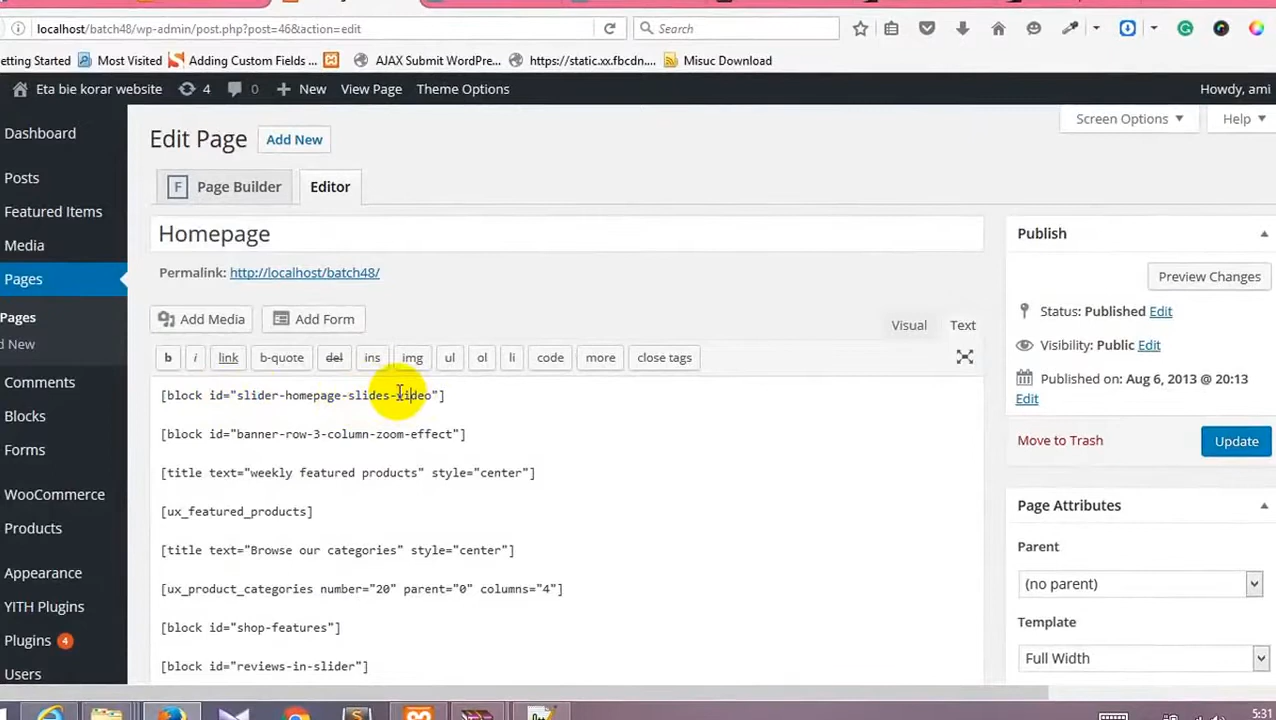 localhost/batch48/wp-admin/post.php?post=46&action=edit
Search
etting Started
Most Visited
Adding Custom Fields ...
AJAX Submit WordPre...
https://static.xx.fbcdn....
Misuc Download
Eta bie korar website
4
0
New
View Page
Theme Options
Howdy, ami
Screen Options
Help
Edit Page
Add New
Page Builder
Editor
Homepage
Permalink: http://localhost/batch48/
Add Media
Add Form
Visual
Text
b
i
link
b-quote
del
ins
img
ul
ol
li
code
more
close tags
[block id="slider-homepage-slides-video"]
[block id="banner-row-3-column-zoom-effect"]
[title text="weekly featured products" style="center"]
[ux_featured_products]
[title text="Browse our categories" style="center"]
[ux_product_categories number="20" parent="0" columns="4"]
[block id="shop-features"]
[block id="reviews-in-slider"]
Dashboard
Posts
Featured Items
Media
Pages
Pages
d New
Comments
Blocks
Forms
WooCommerce
Products
Appearance
YITH Plugins
Plugins 4
Users
Publish
Preview Changes
Status: Published Edit
Visibility: Public Edit
Published on: Aug 6, 2013 @ 20:13
Edit
Move to Trash
Update
Page Attributes
Parent
(no parent)
Template
Full Width
5:31